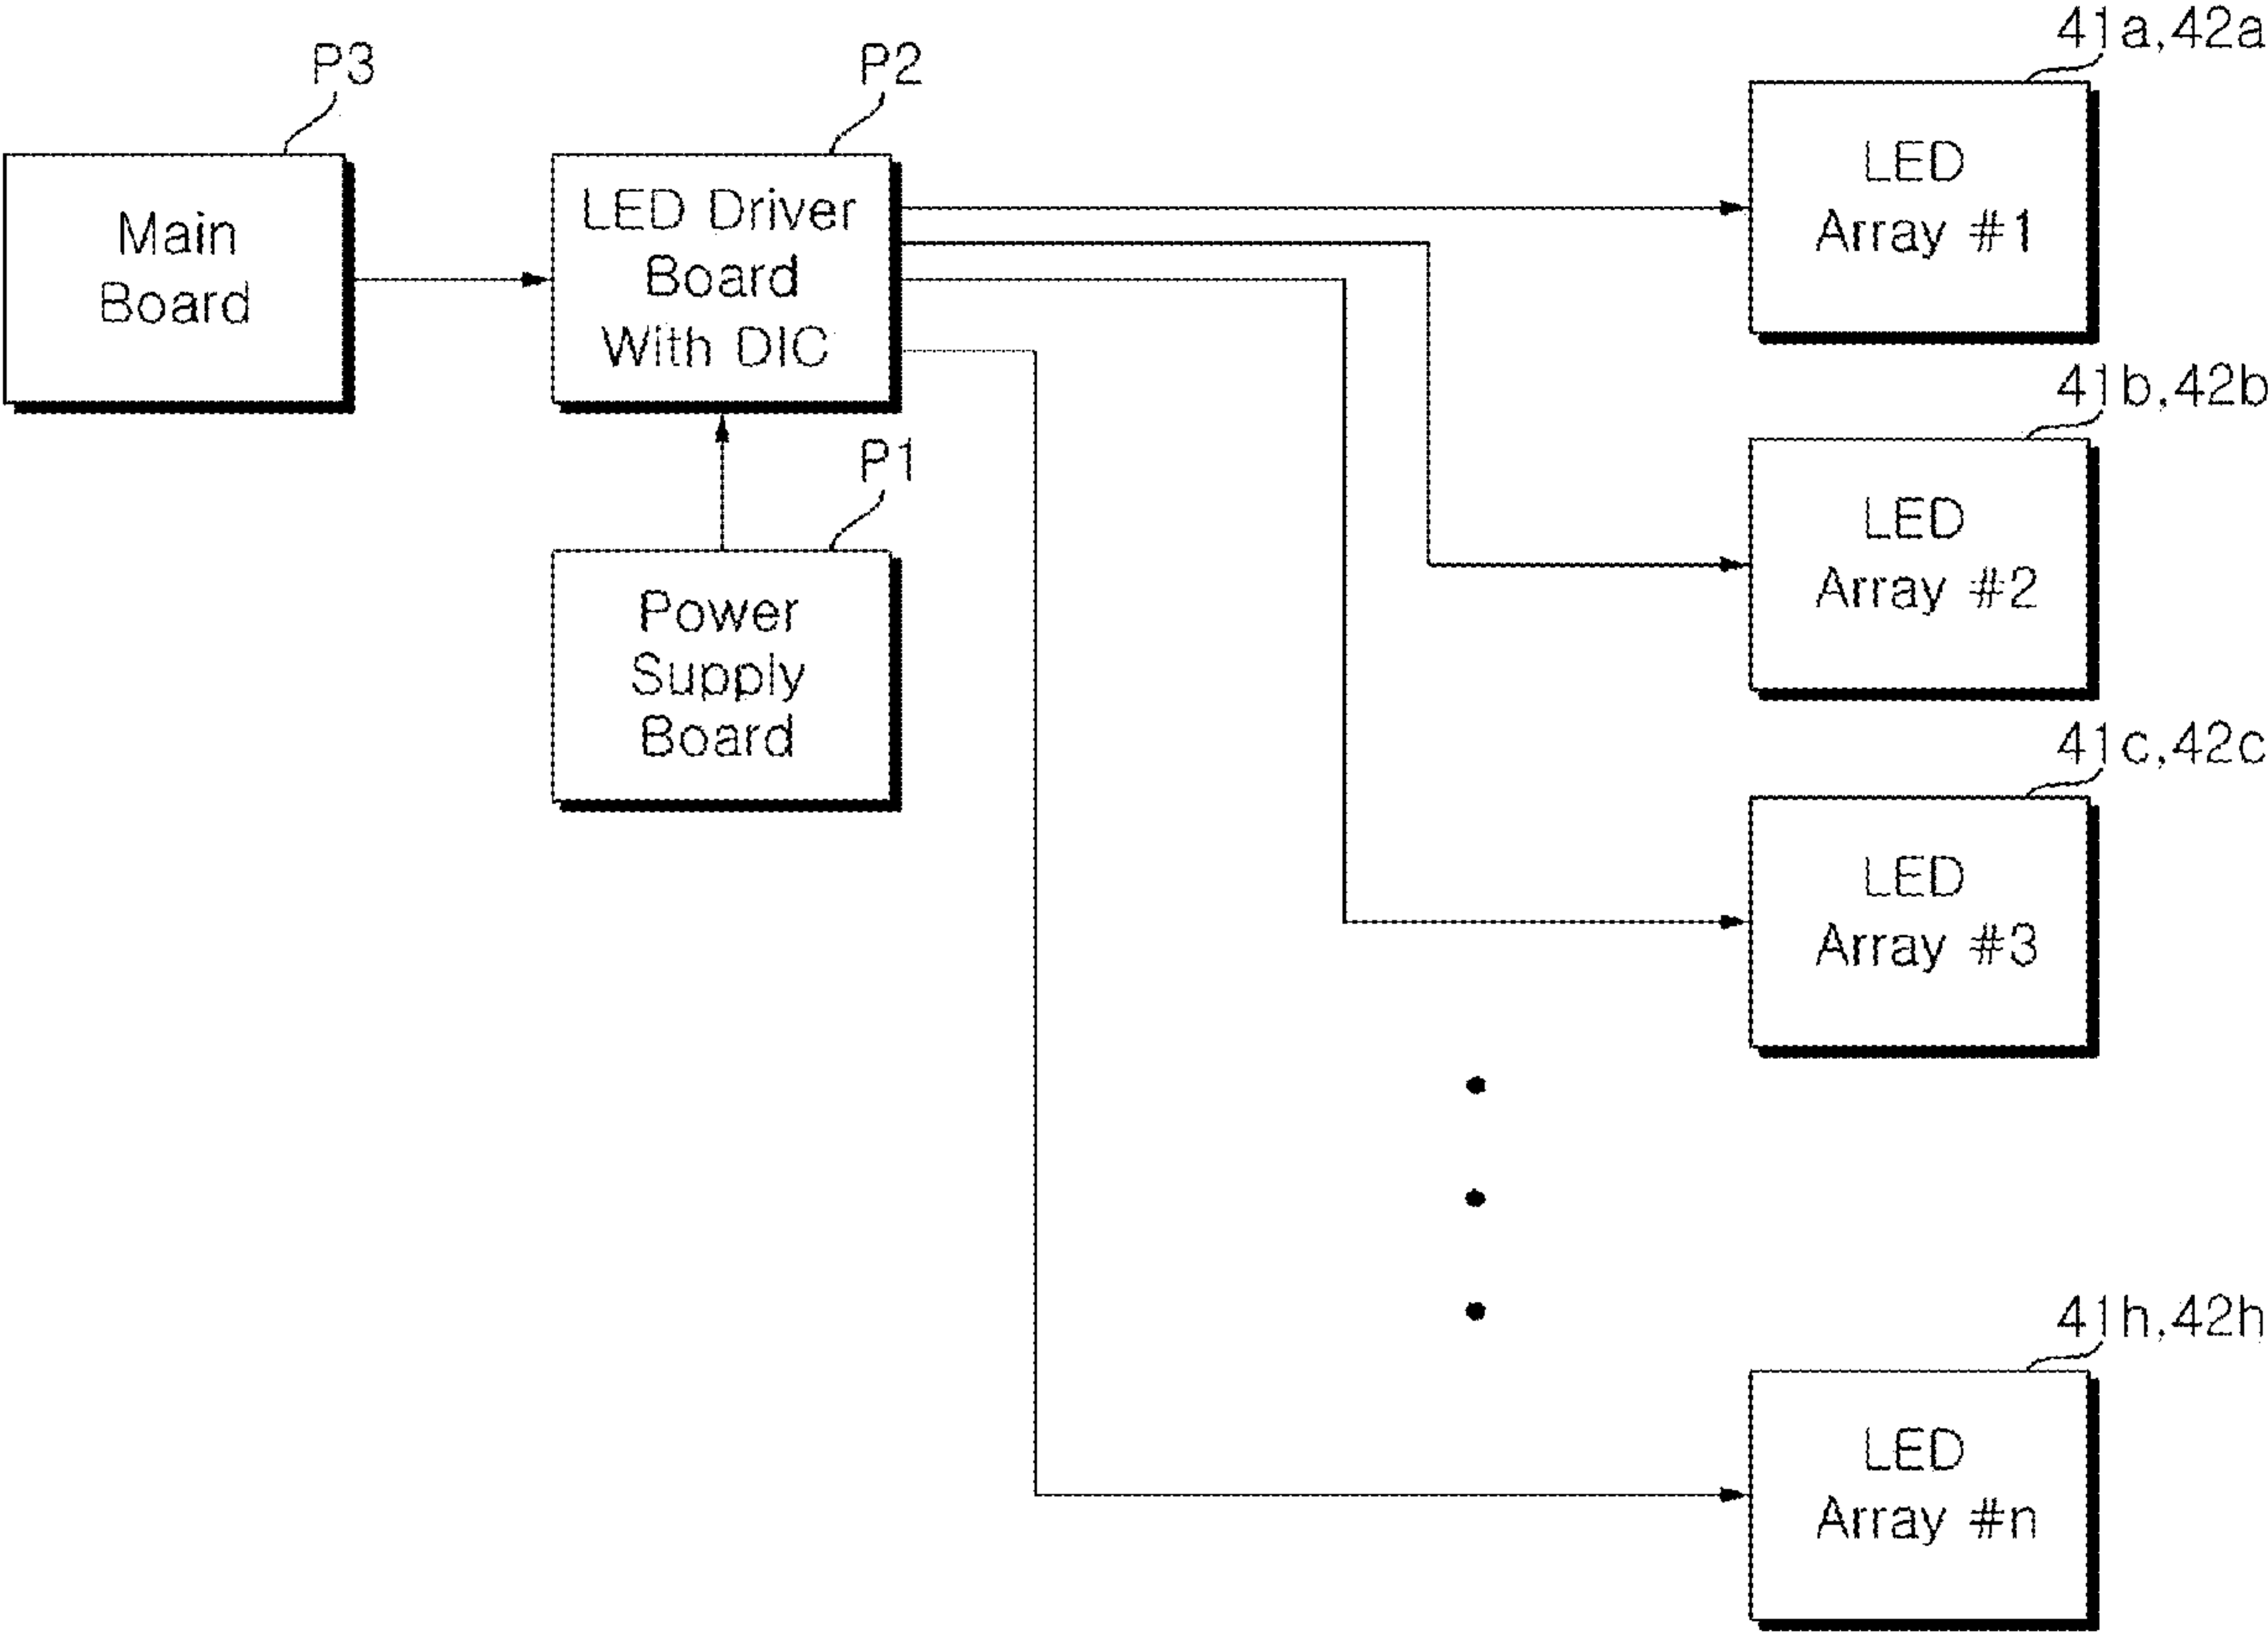 P3
Main
Board
P2
LED Driver
Board
With DIC
P1
Power
Supply
Board
41a,42a
LED
Array #1
41b,42b
LED
Array #2
41c,42c
LED
Array #3
41h,42h
LED
Array #n